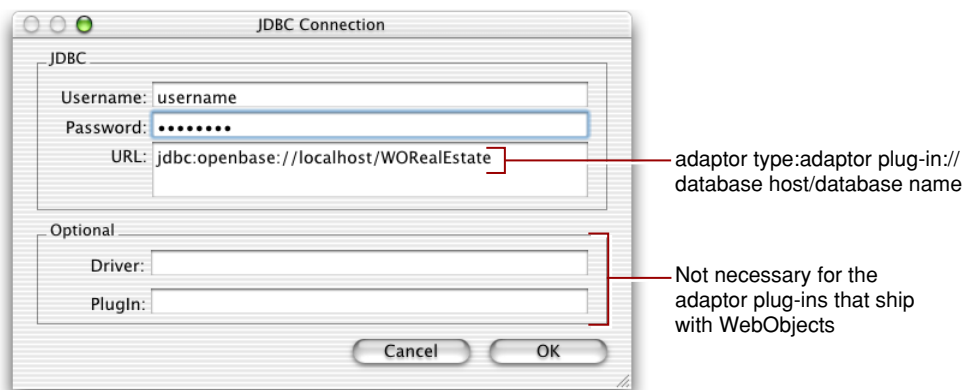 JDBC Connection
JDBC
Username: username
Password: ••••••••
URL: jdbc:openbase://localhost/WORealEstate
adaptor type:adaptor plug-in://
database host/database name
Optional
Driver:
PlugIn:
Not necessary for the
adaptor plug-ins that ship
with WebObjects
Cancel
OK